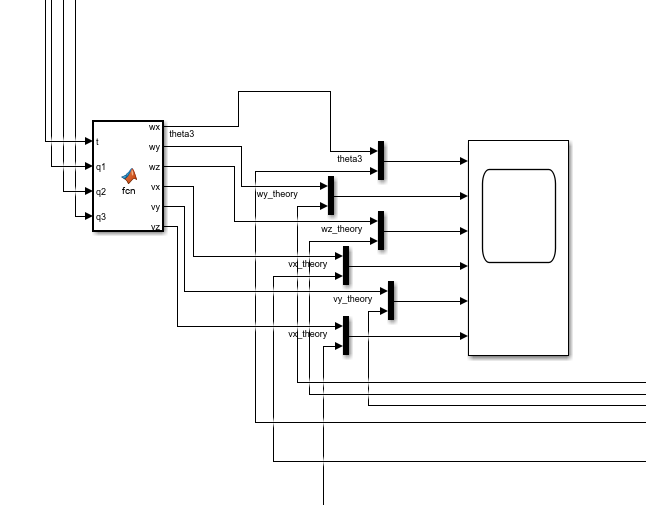 wx
theta3
t
wy
q1
wz
fcn
vx
q2
vy
q3
vz
theta3
wy_theory
wz_theory
vx_theory
vy_theory
vx_theory